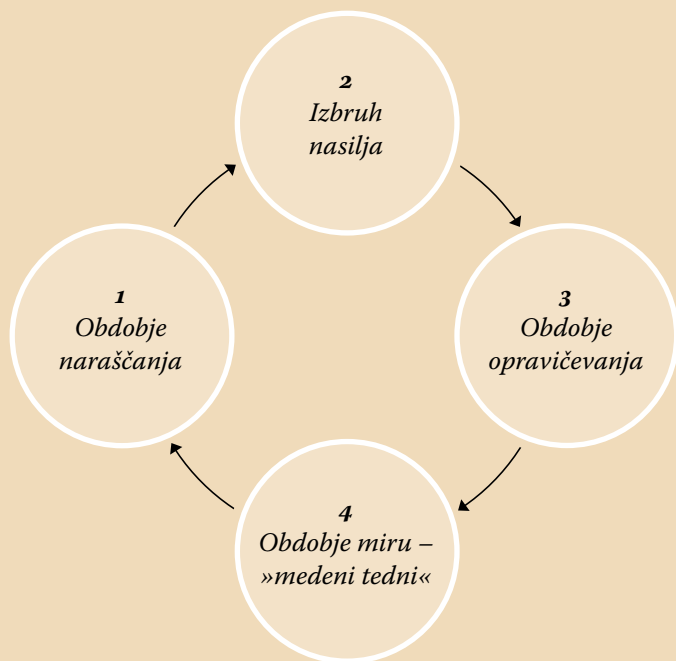 2
Izbruh
nasilja
1
Obdobje
naraščanja
3
Obdobje
opravičevanja
4
Obdobje miru –
»medeni tedni«